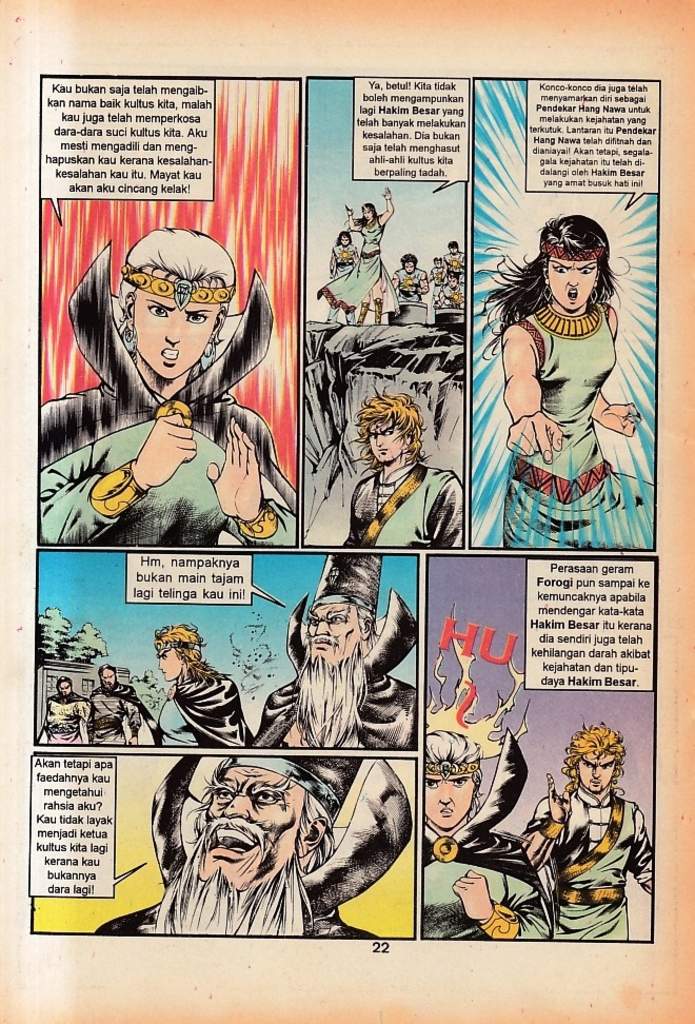 Kau bukan saja telah mengaib-
kan nama baik kultus kita, malah
kau juga telah memperkosa
dara-dara suci kultus kita. Aku
mesti mengadili dan meng-
hapuskan kau kerana kesalahan-
kesalahan kau itu. Mayat kau
akan aku cincang kelak!
Ya, betul! Kita tidak
boleh mengampunkan
lagi Hakim Besar yang
telah banyak melakukan
kesalahan. Dia bukan
saja telah menghasut
ahli-ahli kultus kita
berpaling tadah.
Konco-konco dia juga telah
menyamarkan diri sebagai
Pendekar Hang Nawa untuk
melakukan kejahatan yang
terkutuk. Lantaran itu Pendekar
Hang Nawa telah difitnah dan
dianiayai! Akan tetapi, segala-
gala kejahatan itu telah di-
dalangi oleh Hakim Besar
yang amat busuk hati ini!
Hm, nampaknya
bukan main tajam
lagi telinga kau ini!
Akan tetapi apa
faedahnya kau
mengetahui
rahsia aku?
Kau tidak layak
menjadi ketua
kultus kita lagi
kerana kau
bukannya
dara lagi!
Perasaan geram
Forogi pun sampai ke
kemuncaknya apabila
mendengar kata-kata
Hakim Besar itu kerana
dia sendiri juga telah
kehilangan darah akibat
kejahatan dan tipu-
daya Hakim Besar.
HU
22